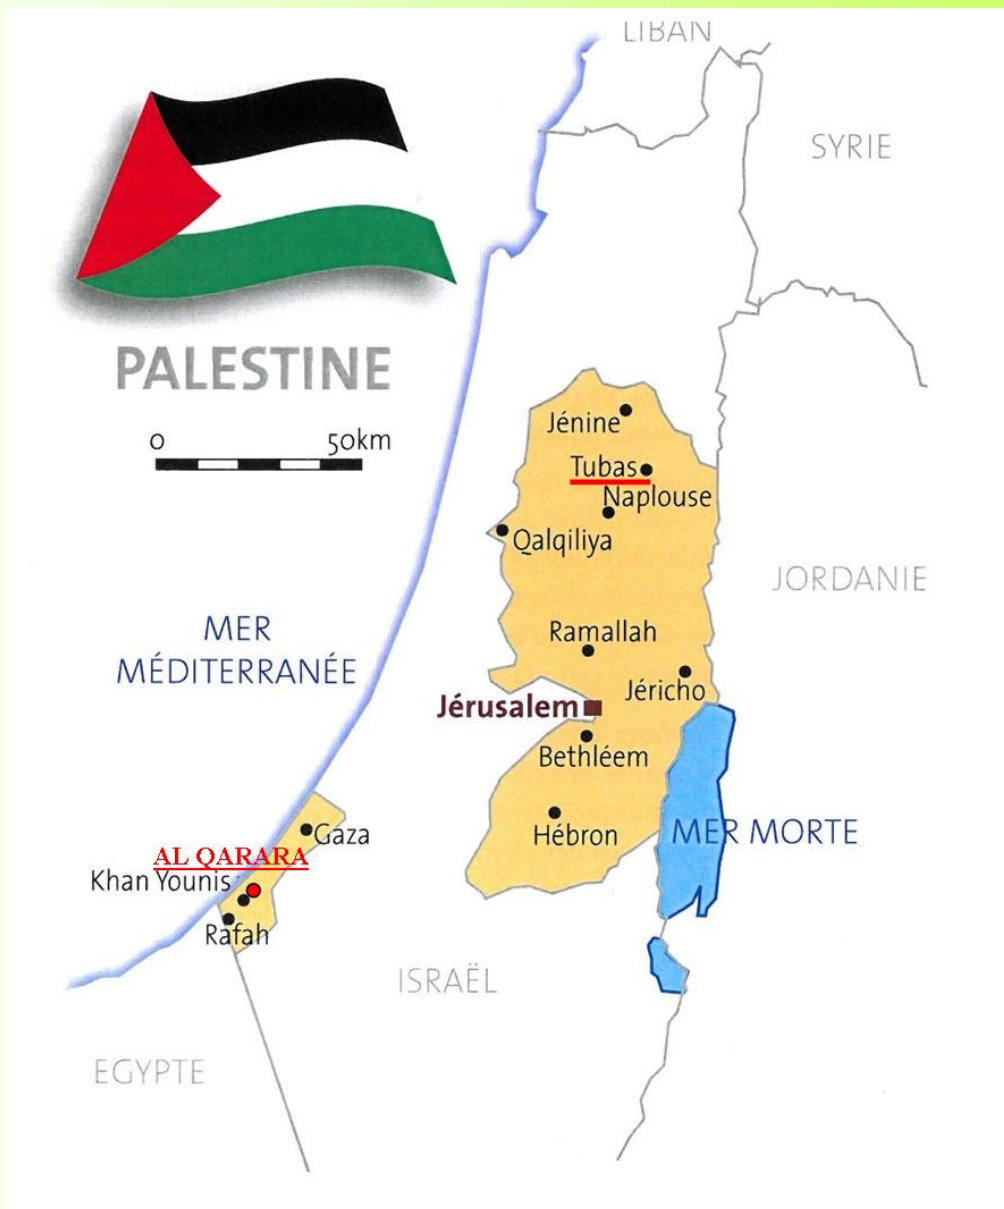 LIBAN
SYRIE
PALESTINE
0 50km
Jénine
Tubas
Naplouse
Qalqiliya
JORDANIE
MER
MÉDITERRANÉE
Ramallah
Jéricho
Jérusalem
Bethléem
Gaza
Hébron
MER MORTE
AL QARARA
Khan Younis
Rafah
ISRAËL
EGYPTE